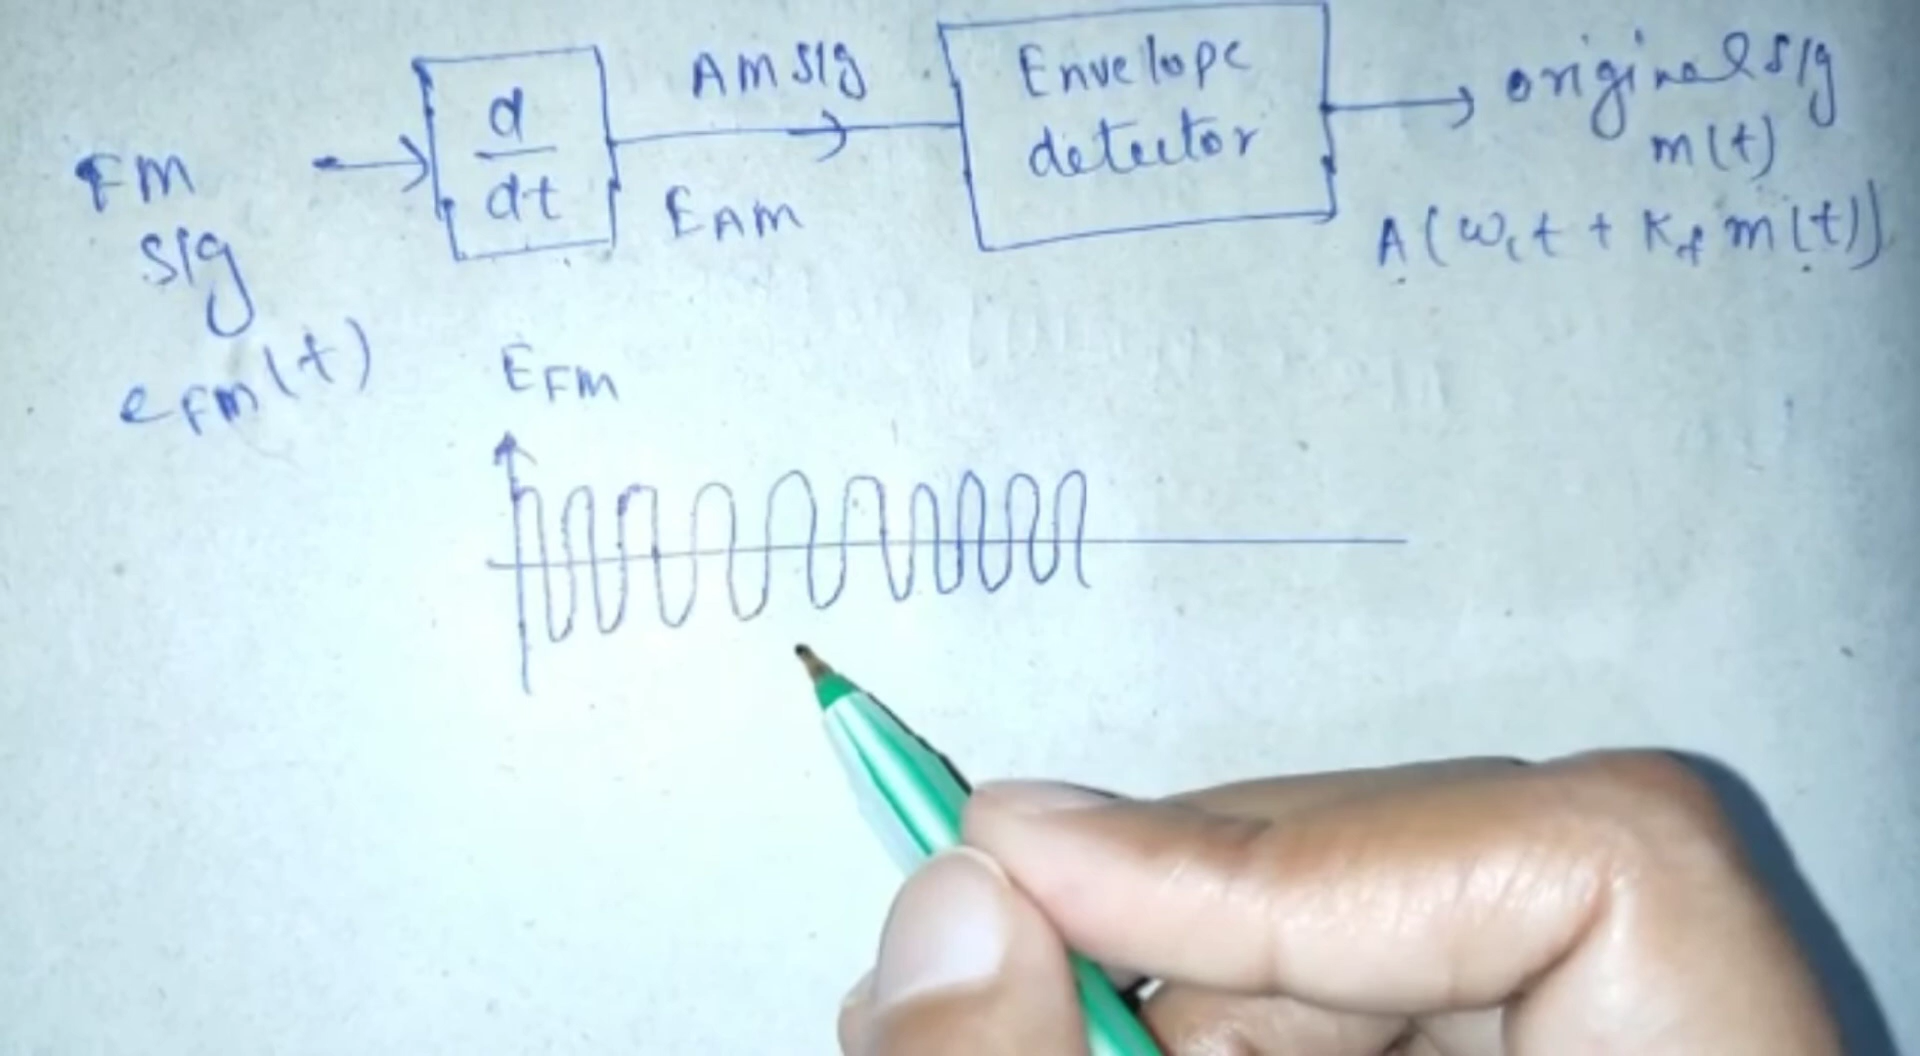 FM
sig
eFM(t)
d
dt
AM sig
EAM
Envelope
detector
original sig
m(t)
A(ωct + Kf m(t))
EFM